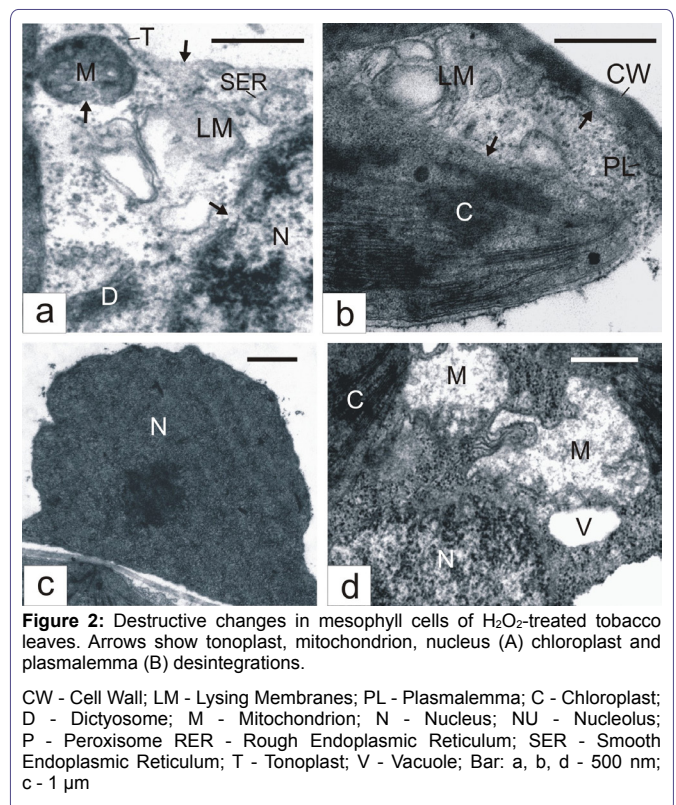 T
M
SER
LM
N
D
a
LM
CW
PL
C
b
N
c
M
C
M
V
N
d
Figure 2: Destructive changes in mesophyll cells of H₂O₂-treated tobacco
leaves. Arrows show tonoplast, mitochondrion, nucleus (A) chloroplast and
plasmalemma (B) desintegrations.
CW - Cell Wall; LM - Lysing Membranes; PL - Plasmalemma; C - Chloroplast;
D - Dictyosome; M - Mitochondrion; N - Nucleus; NU - Nucleolus;
P - Peroxisome RER - Rough Endoplasmic Reticulum; SER - Smooth
Endoplasmic Reticulum; T - Tonoplast; V - Vacuole; Bar: a, b, d - 500 nm;
c - 1 µm